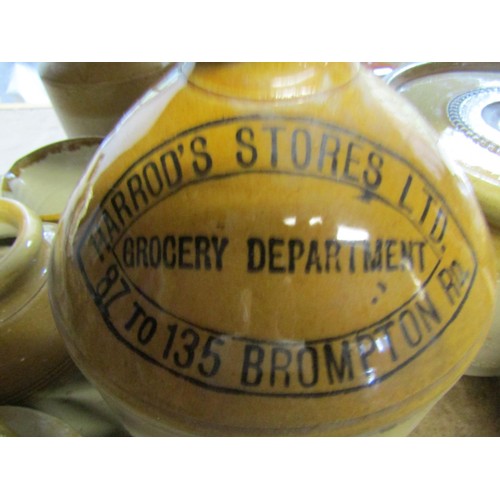 HARROD'S STORES LTD.
GROCERY DEPARTMENT
87 TO 135 BROMPTON RD.